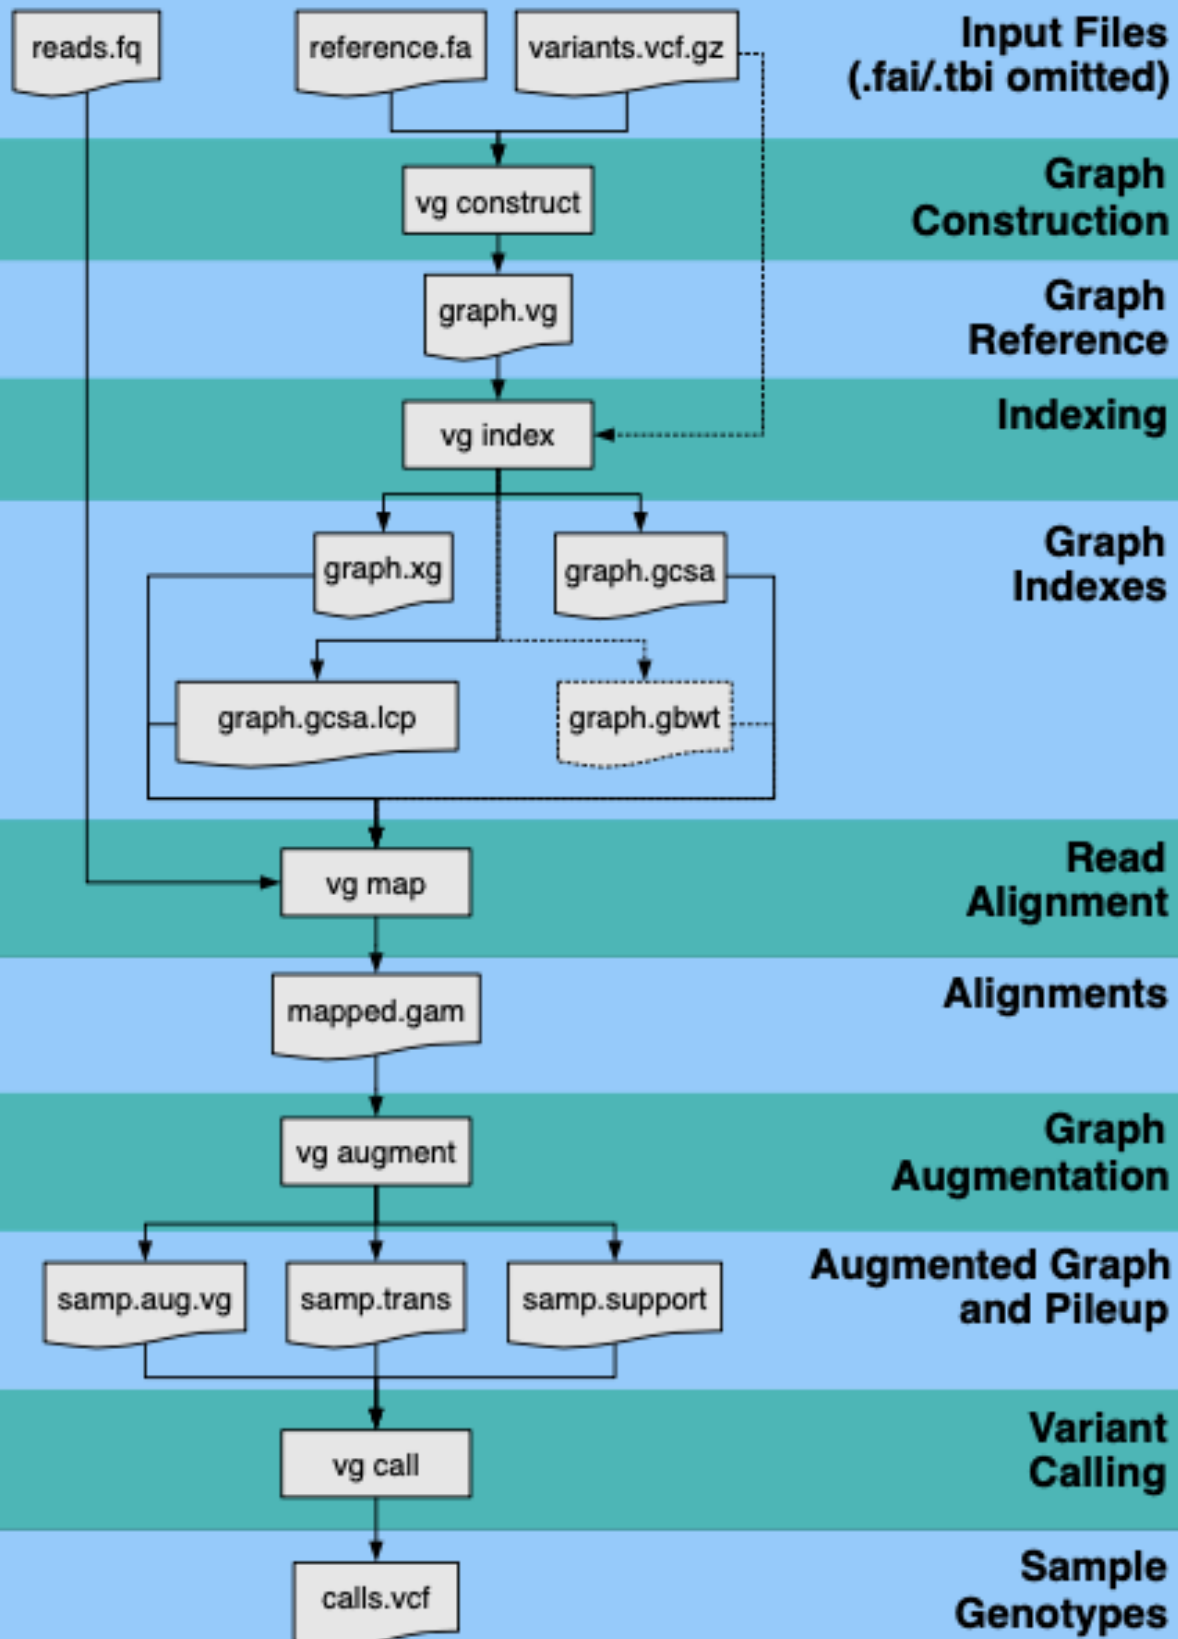 reads.fq
reference.fa
variants.vcf.gz
Input Files
(.fai/.tbi omitted)
vg construct
Graph
Construction
graph.vg
Graph
Reference
vg index
Indexing
graph.xg
graph.gcsa
Graph
Indexes
graph.gcsa.lcp
graph.gbwt
vg map
Read
Alignment
mapped.gam
Alignments
vg augment
Graph
Augmentation
samp.aug.vg
samp.trans
samp.support
Augmented Graph
and Pileup
vg call
Variant
Calling
calls.vcf
Sample
Genotypes